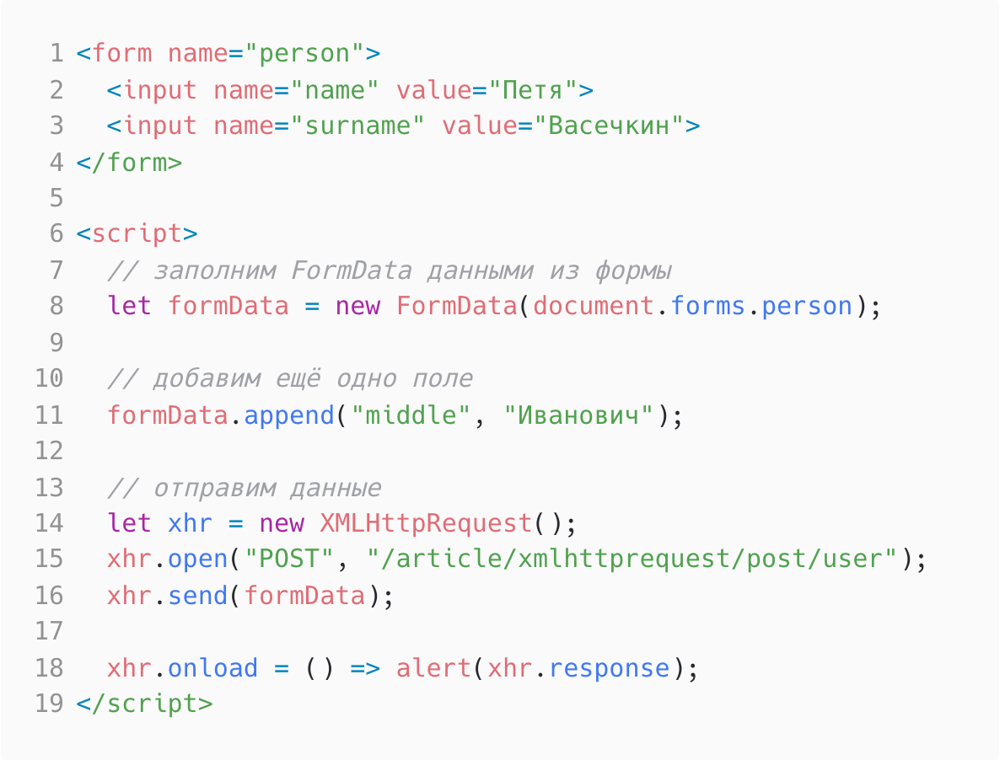 1 <form name="person">
2   <input name="name" value="Петя">
3   <input name="surname" value="Васечкин">
4 </form>
5
6 <script>
7   // заполним FormData данными из формы
8   let formData = new FormData(document.forms.person);
9
10   // добавим ещё одно поле
11   formData.append("middle", "Иванович");
12
13   // отправим данные
14   let xhr = new XMLHttpRequest();
15   xhr.open("POST", "/article/xmlhttprequest/post/user");
16   xhr.send(formData);
17
18   xhr.onload = () => alert(xhr.response);
19 </script>